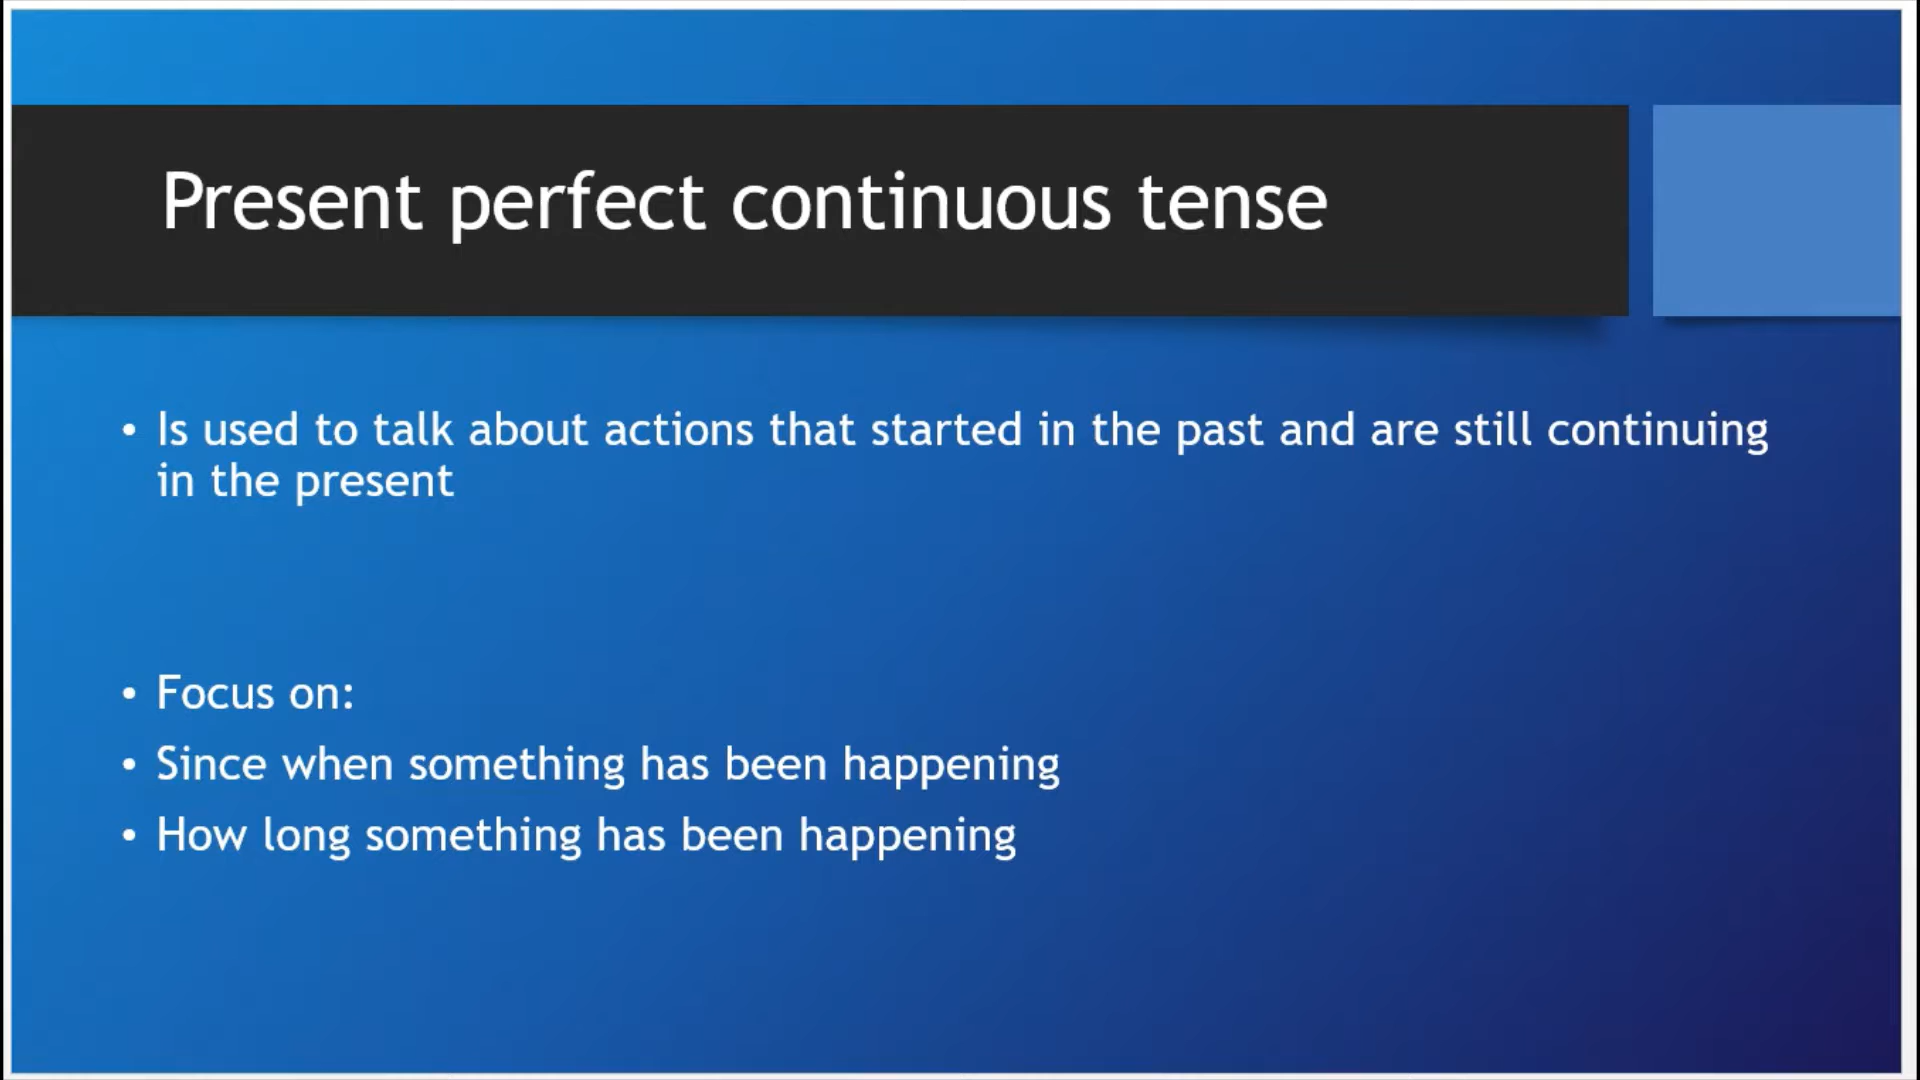 Present perfect continuous tense
• Is used to talk about actions that started in the past and are still continuing
in the present
• Focus on:
• Since when something has been happening
• How long something has been happening